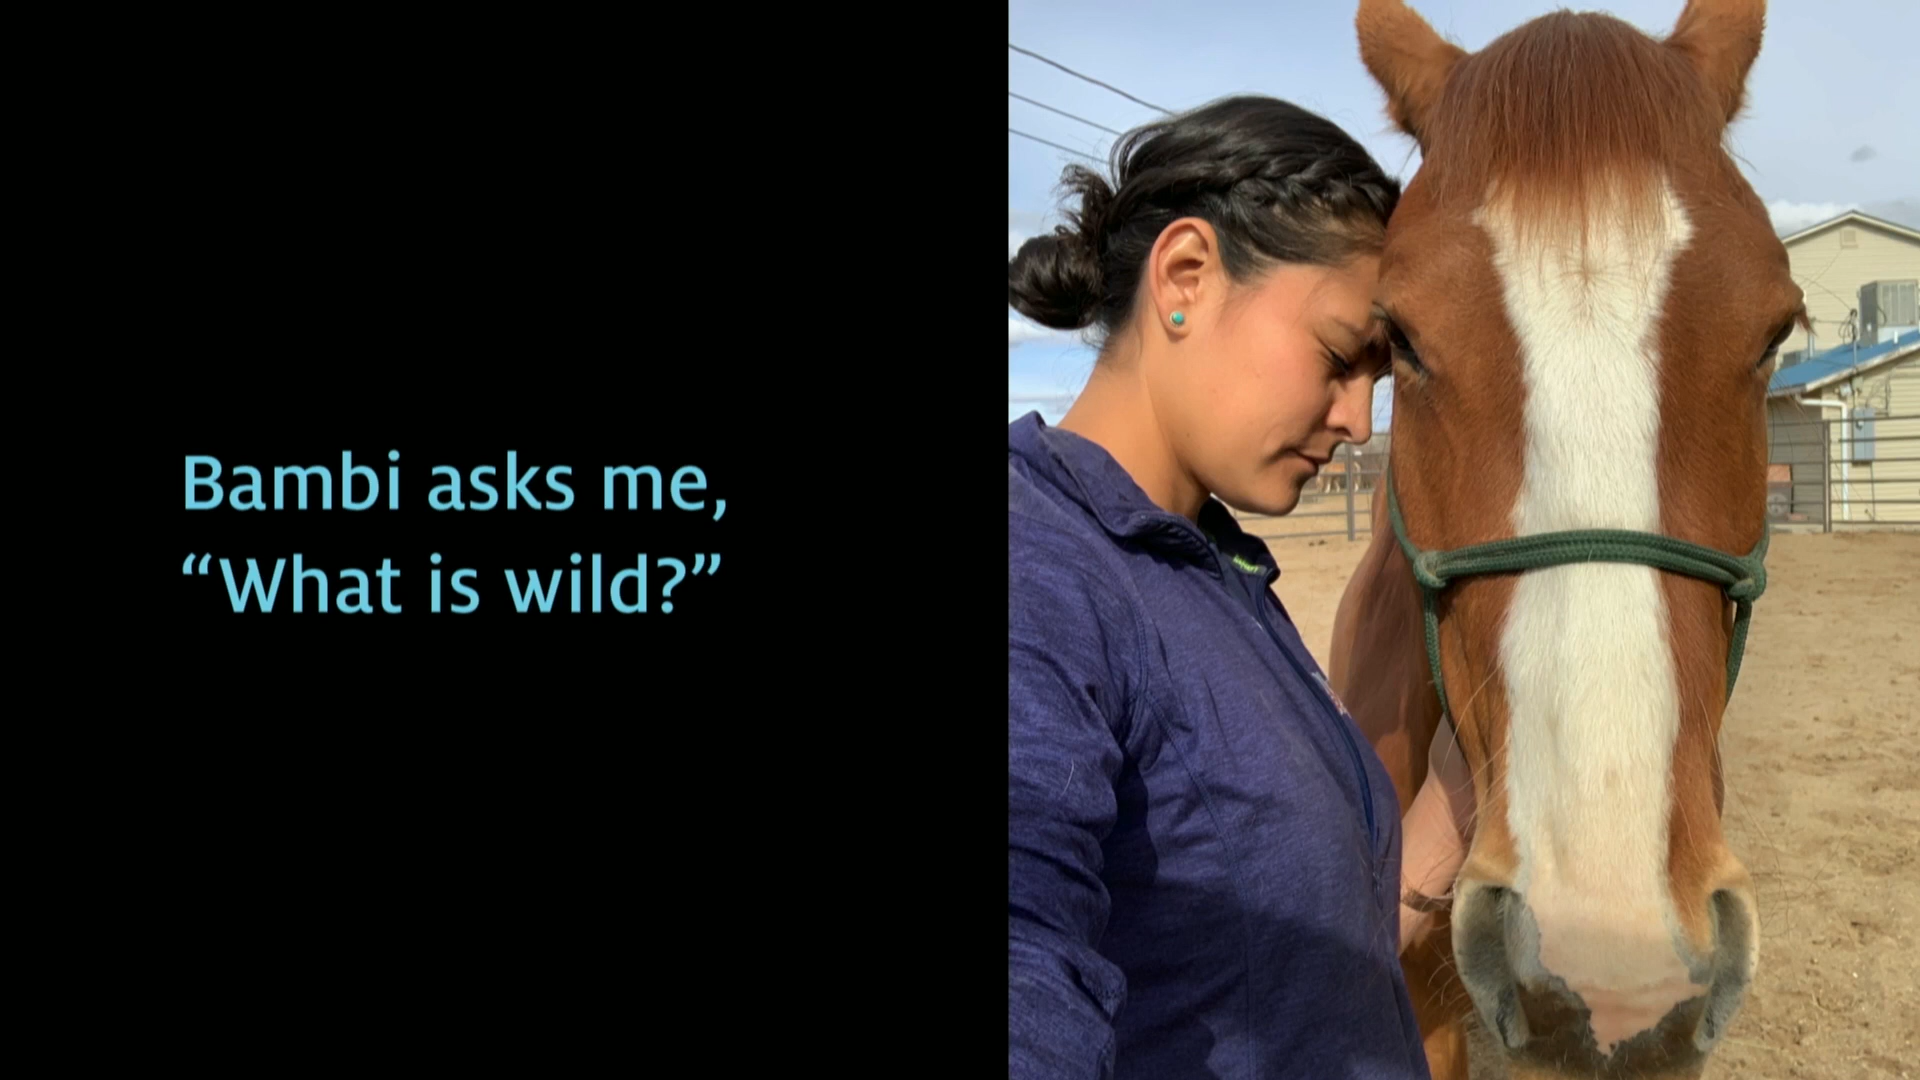 Bambi asks me,
“What is wild?”